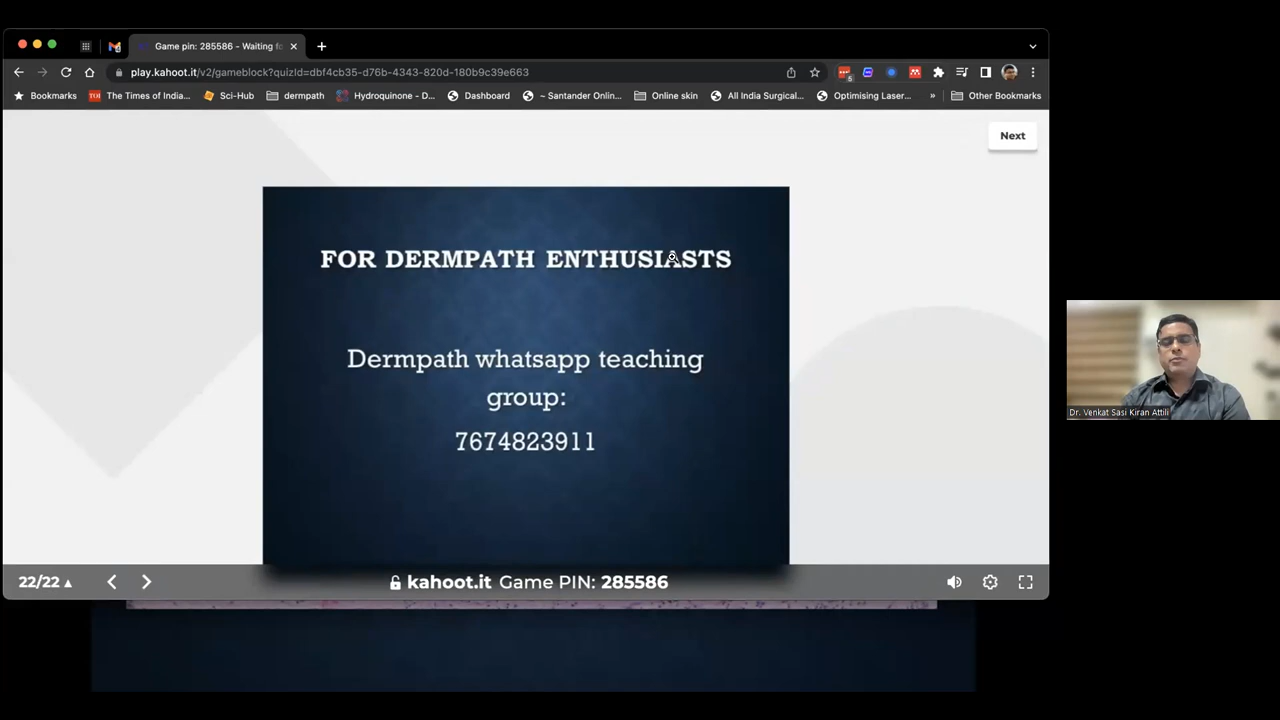 Game pin: 285586 - Waiting fo
play.kahoot.it/v2/gameblock?quizId=dbf4cb35-d76b-4343-820d-180b9c39e663
Bookmarks TOI The Times of India... Sci-Hub dermpath Hydroquinone - D... Dashboard ~ Santander Onlin... Online skin All India Surgical... Optimising Laser... » Other Bookmarks
Next
FOR DERMPATH ENTHUSIASTS
Dermpath whatsapp teaching
group:
7674823911
Dr. Venkat Sasi Kiran Attili
22/22 kahoot.it Game PIN: 285586